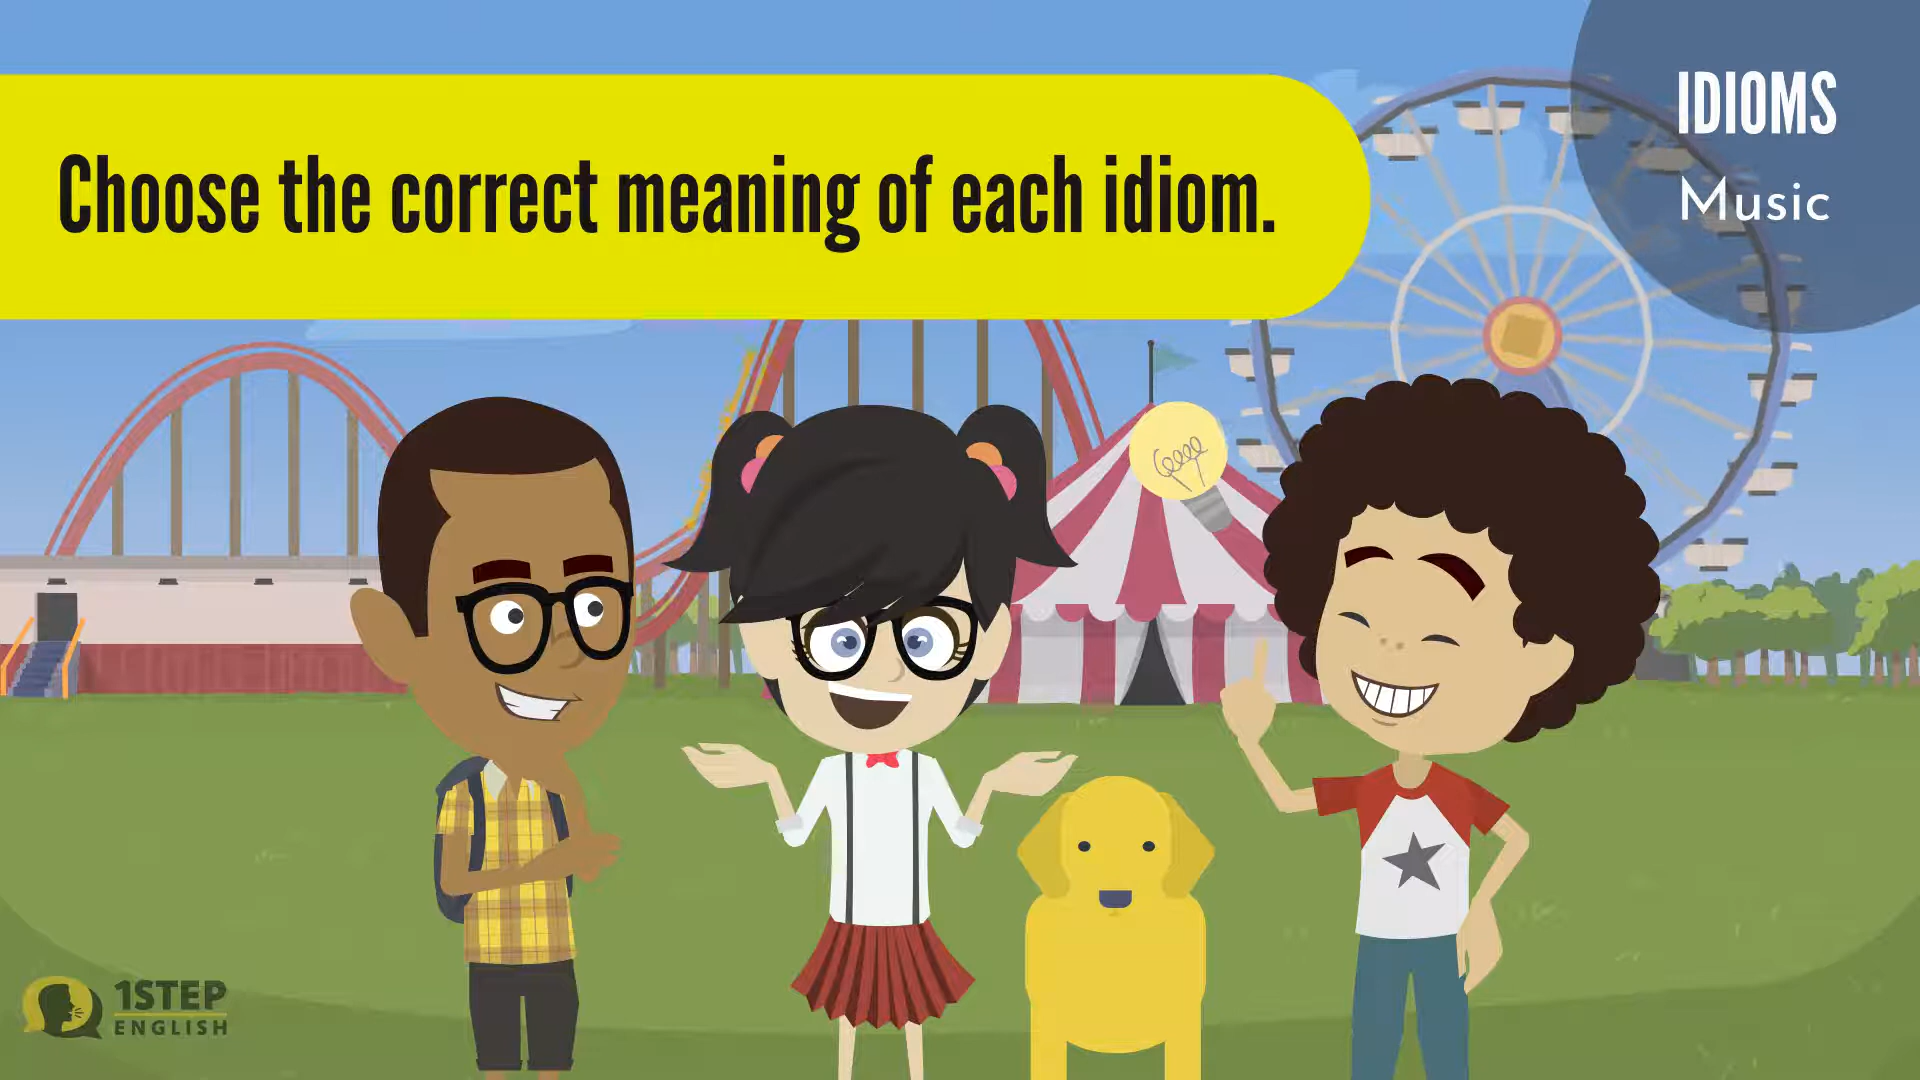 Choose the correct meaning of each idiom.
IDIOMS
Music
1STEP
ENGLISH